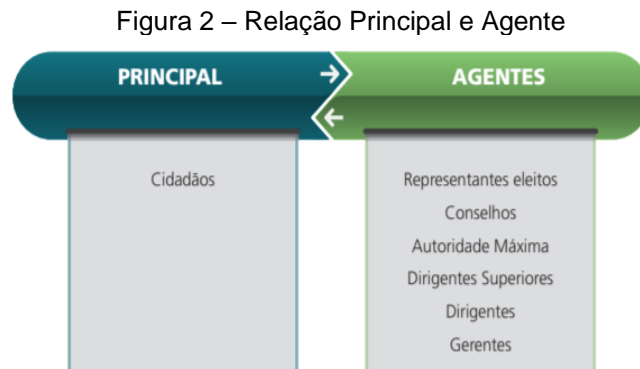 Figura 2 – Relação Principal e Agente
PRINCIPAL
AGENTES
Cidadãos
Representantes eleitos
Conselhos
Autoridade Máxima
Dirigentes Superiores
Dirigentes
Gerentes